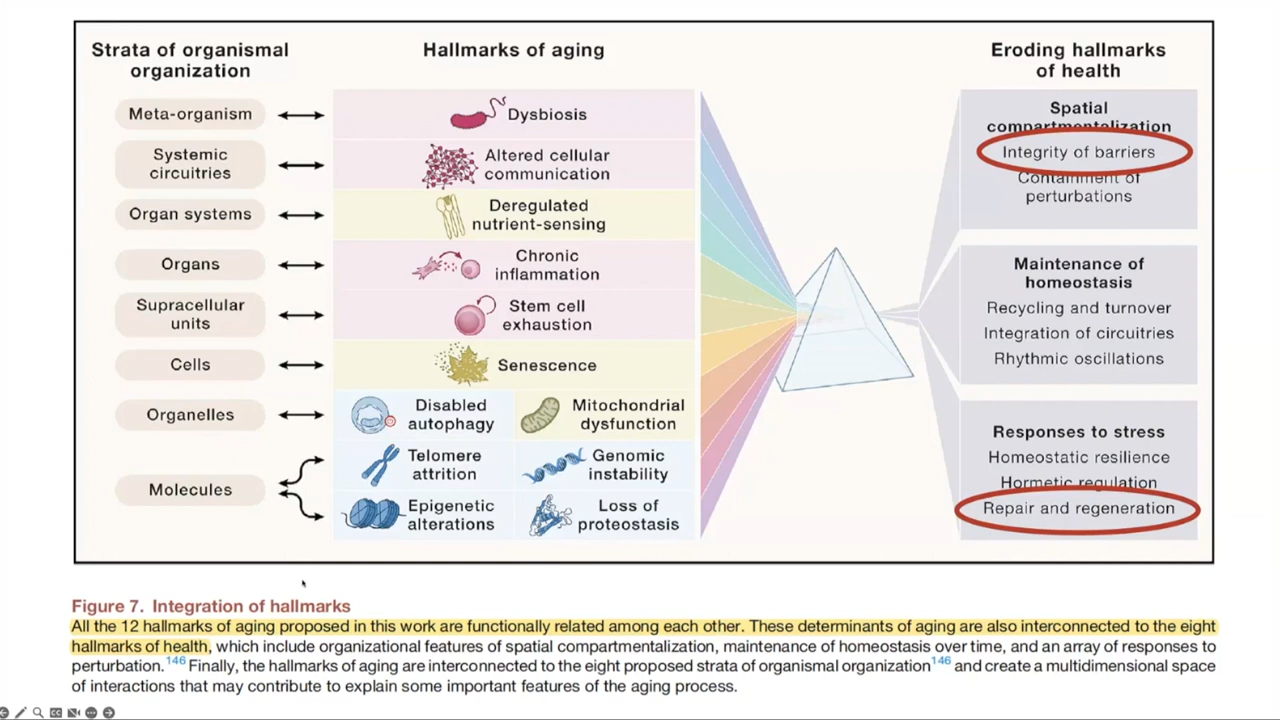 Strata of organismal
organization
Meta-organism
Systemic
circuitries
Organ systems
Organs
Supracellular
units
Cells
Organelles
Molecules
Hallmarks of aging
Dysbiosis
Altered cellular
communication
Deregulated
nutrient-sensing
Chronic
inflammation
Stem cell
exhaustion
Senescence
Disabled
autophagy
Mitochondrial
dysfunction
Telomere
attrition
Genomic
instability
Epigenetic
alterations
Loss of
proteostasis
Eroding hallmarks
of health
Spatial
compartmentalization
Integrity of barriers
Containment of
perturbations
Maintenance of
homeostasis
Recycling and turnover
Integration of circuitries
Rhythmic oscillations
Responses to stress
Homeostatic resilience
Hormetic regulation
Repair and regeneration
Figure 7. Integration of hallmarks
All the 12 hallmarks of aging proposed in this work are functionally related among each other. These determinants of aging are also interconnected to the eight
hallmarks of health, which include organizational features of spatial compartmentalization, maintenance of homeostasis over time, and an array of responses to
perturbation.146 Finally, the hallmarks of aging are interconnected to the eight proposed strata of organismal organization146 and create a multidimensional space
of interactions that may contribute to explain some important features of the aging process.
CC